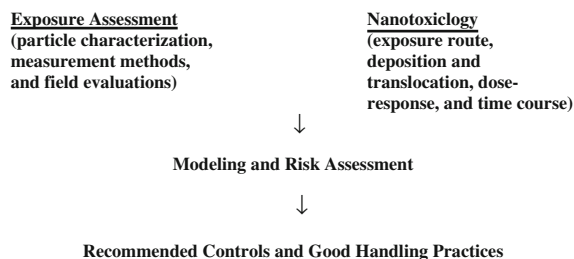 Exposure Assessment
(particle characterization,
measurement methods,
and field evaluations)
Nanotoxiclogy
(exposure route,
deposition and
translocation, dose-
response, and time course)
↓
Modeling and Risk Assessment
↓
Recommended Controls and Good Handling Practices